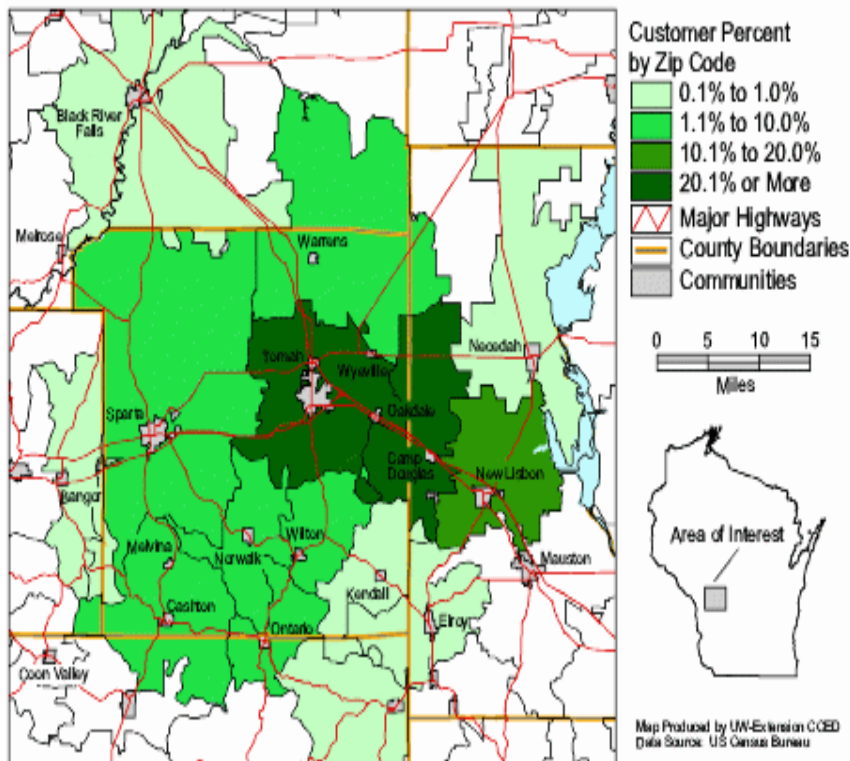 Customer Percent
by Zip Code
0.1% to 1.0%
1.1% to 10.0%
10.1% to 20.0%
20.1% or More
Major Highways
County Boundaries
Communities
0 5 10 15
Miles
Area of Interest
Map Produced by UW-Extension CCED
Data Source: US Census Bureau
Black River
Falls
Melrose
Warrens
Tomah
Wyeville
Necedah
Sparta
Oakdale
Camp
Douglas
New Lisbon
Bangor
Melvina
Norwalk
Wilton
Mauston
Kendall
Cashton
Ontario
Elroy
Coon Valley